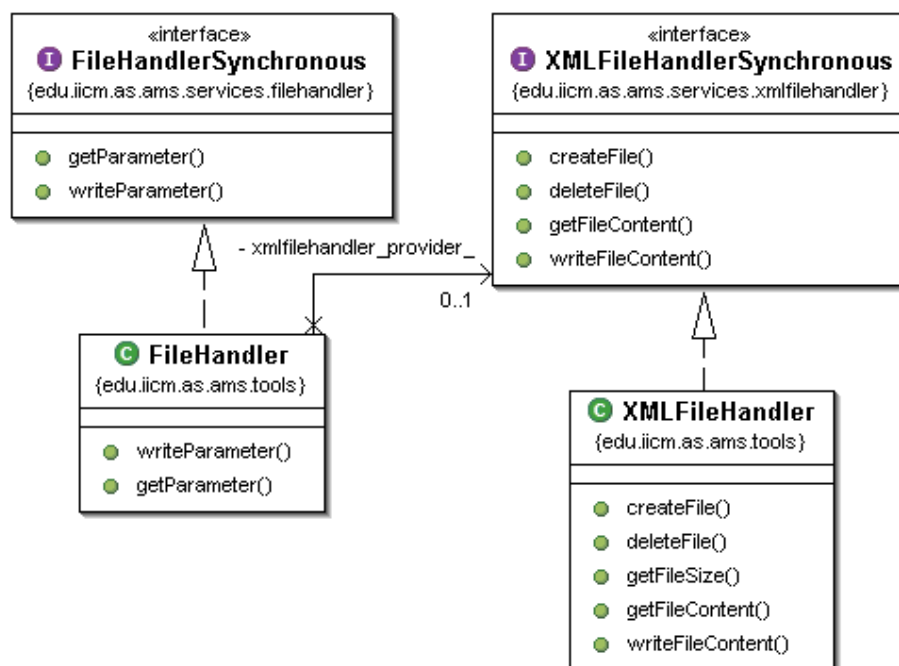 «interface»
I FileHandlerSynchronous
{edu.iicm.as.ams.services.filehandler}
getParameter()
writeParameter()
«interface»
I XMLFileHandlerSynchronous
{edu.iicm.as.ams.services.xmlfilehandler}
createFile()
deleteFile()
getFileContent()
writeFileContent()
- xmlfilehandler_provider_
0..1
C FileHandler
{edu.iicm.as.ams.tools}
writeParameter()
getParameter()
C XMLFileHandler
{edu.iicm.as.ams.tools}
createFile()
deleteFile()
getFileSize()
getFileContent()
writeFileContent()